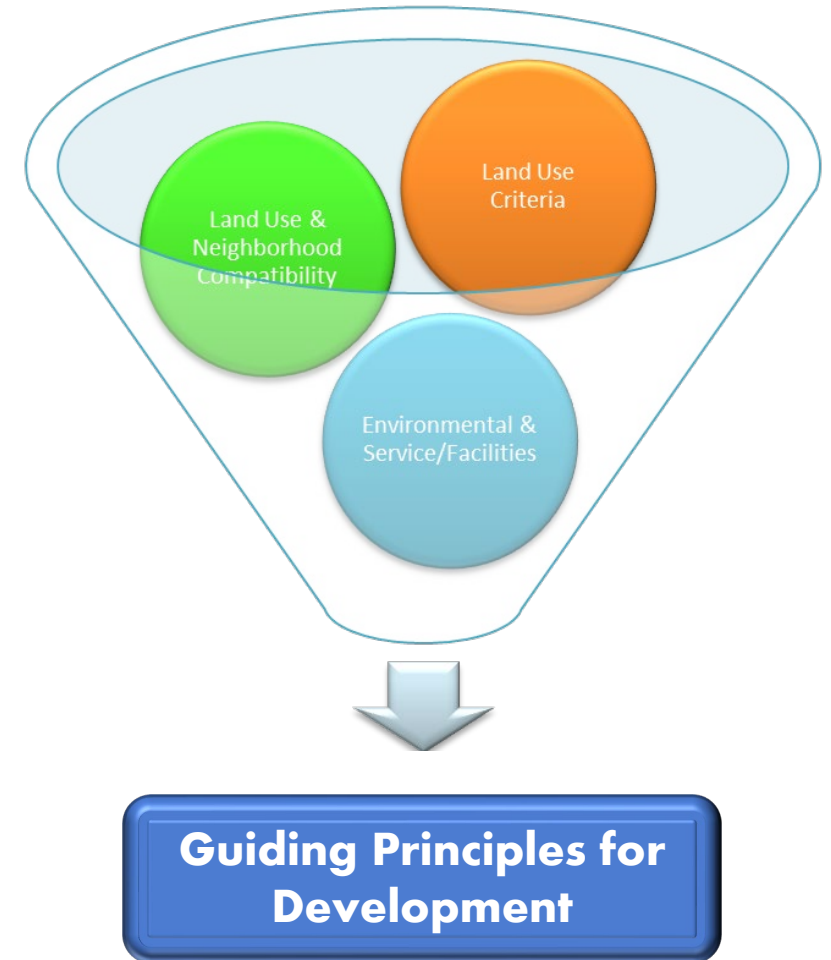 Land Use
Criteria
Land Use &
Neighborhood
Compatibility
Environmental &
Service/Facilities
Guiding Principles for
Development